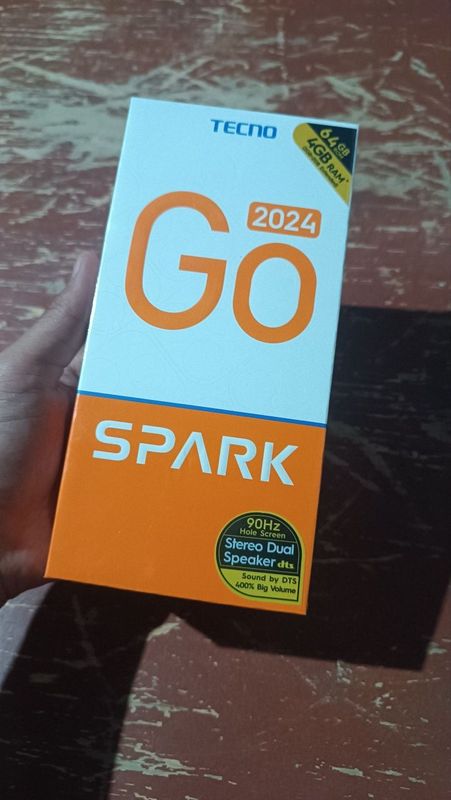 TECNO
64GB
4GB RAM*
2024
Go
SPARK
90Hz
Hole Screen
Stereo Dual
Speaker dts
Sound by DTS
400% Big Volume